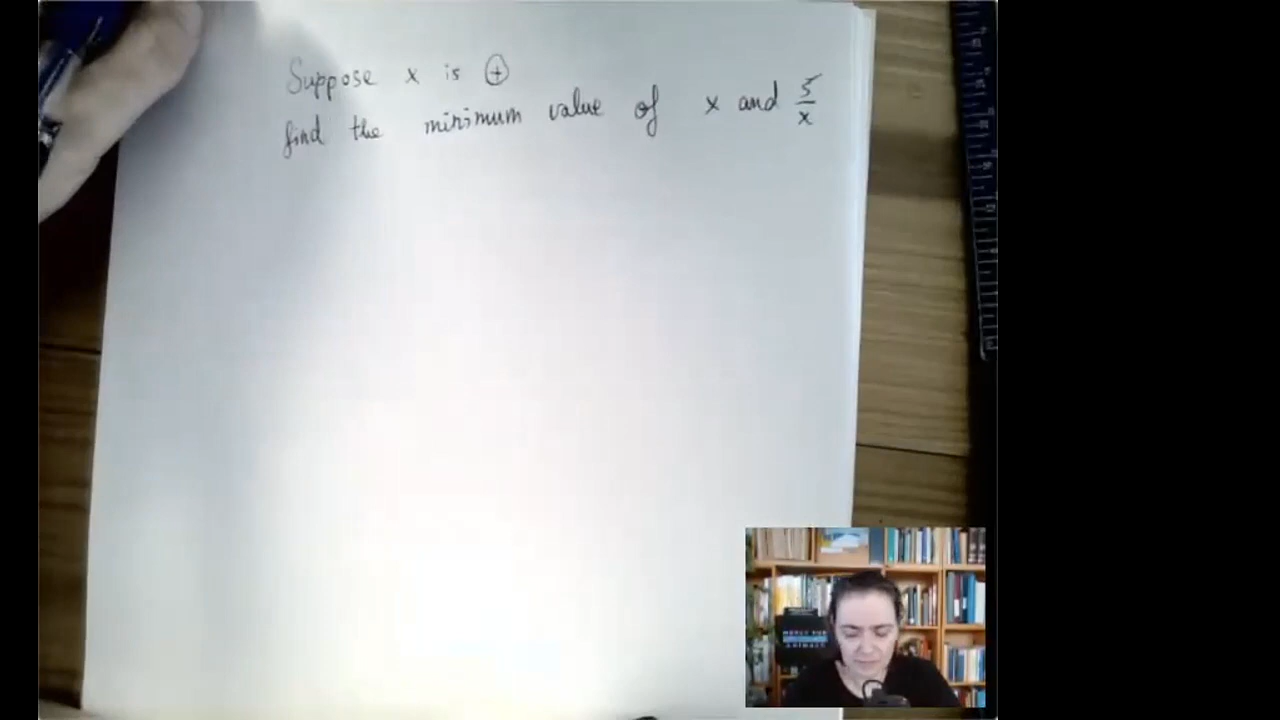 Suppose x is ⊕
find the minimum value of x and 5/x